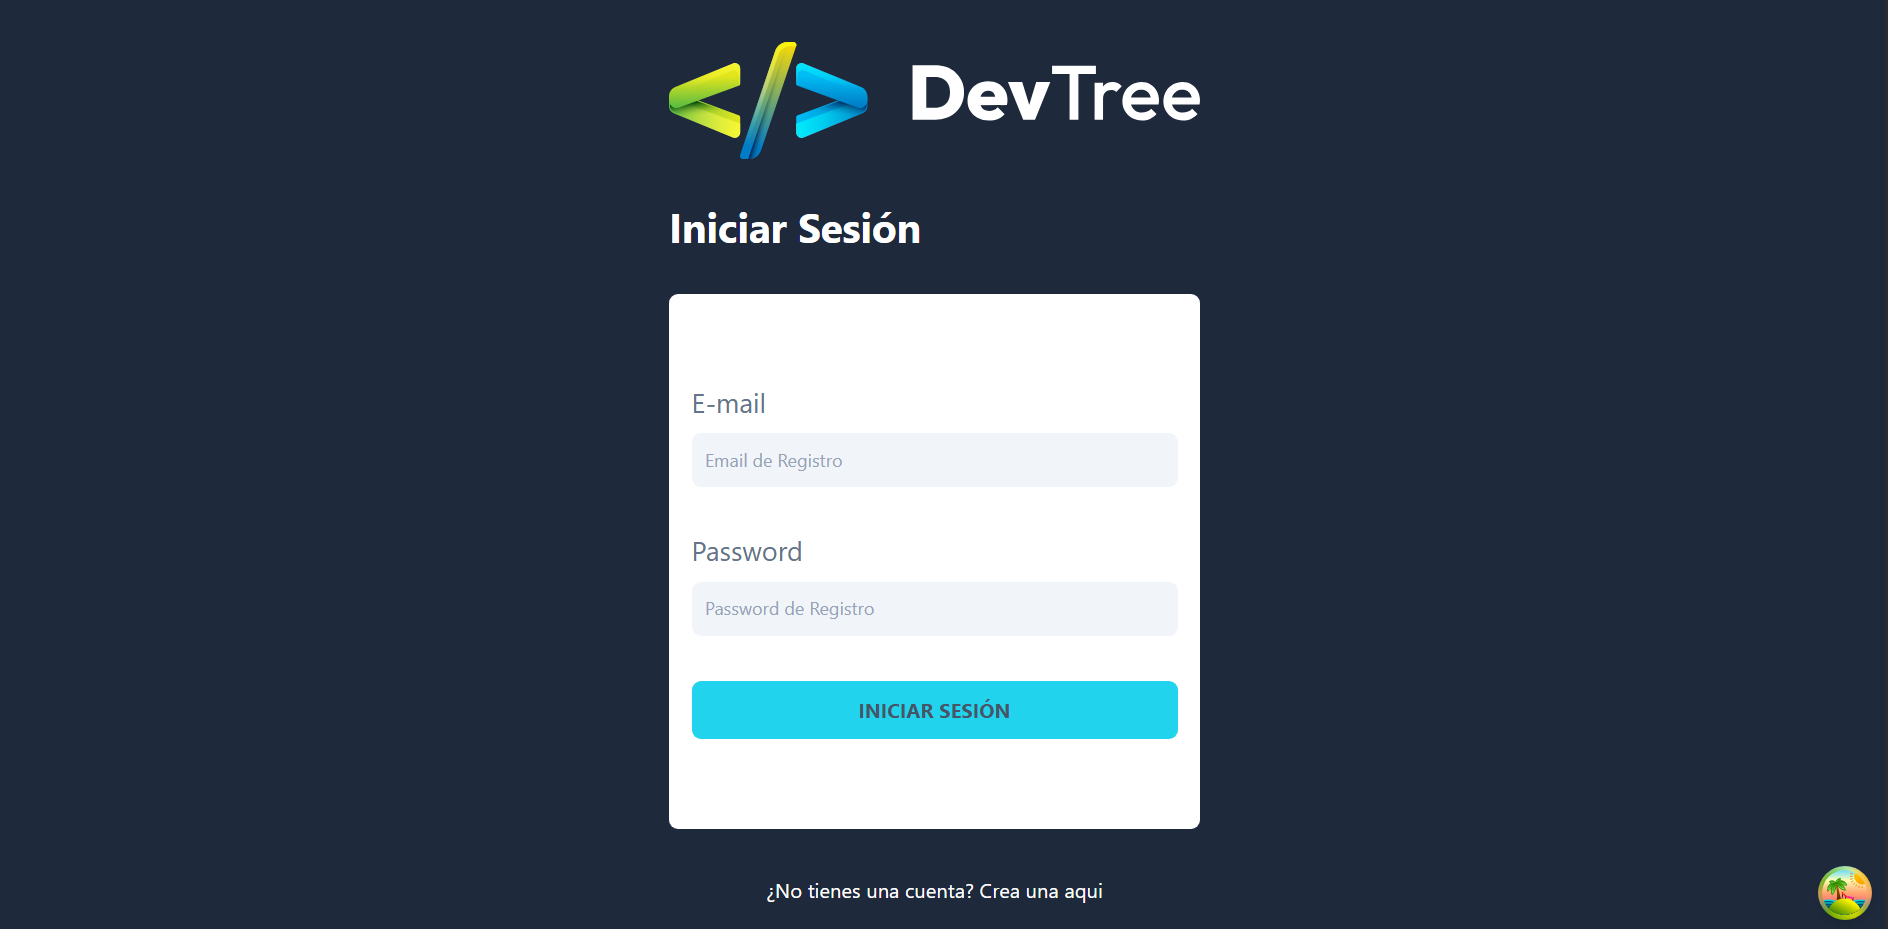 </> DevTree
Iniciar Sesión
E-mail
Email de Registro
Password
Password de Registro
INICIAR SESIÓN
¿No tienes una cuenta? Crea una aqui